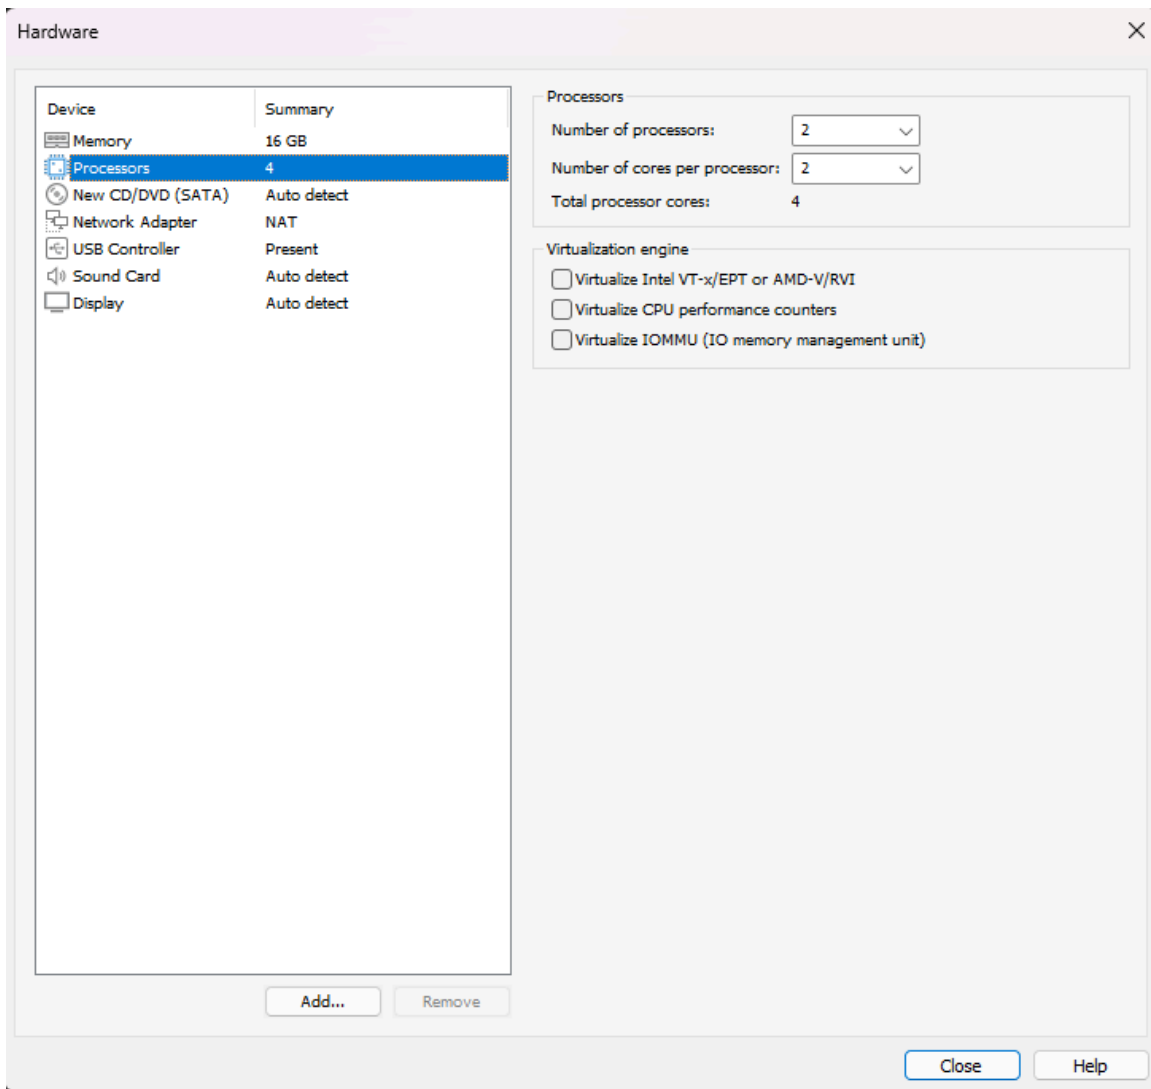 Hardware
Device Summary
Memory 16 GB
Processors 4
New CD/DVD (SATA) Auto detect
Network Adapter NAT
USB Controller Present
Sound Card Auto detect
Display Auto detect
Add... Remove
Processors
Number of processors: 2
Number of cores per processor: 2
Total processor cores: 4
Virtualization engine
Virtualize Intel VT-x/EPT or AMD-V/RVI
Virtualize CPU performance counters
Virtualize IOMMU (IO memory management unit)
Close Help